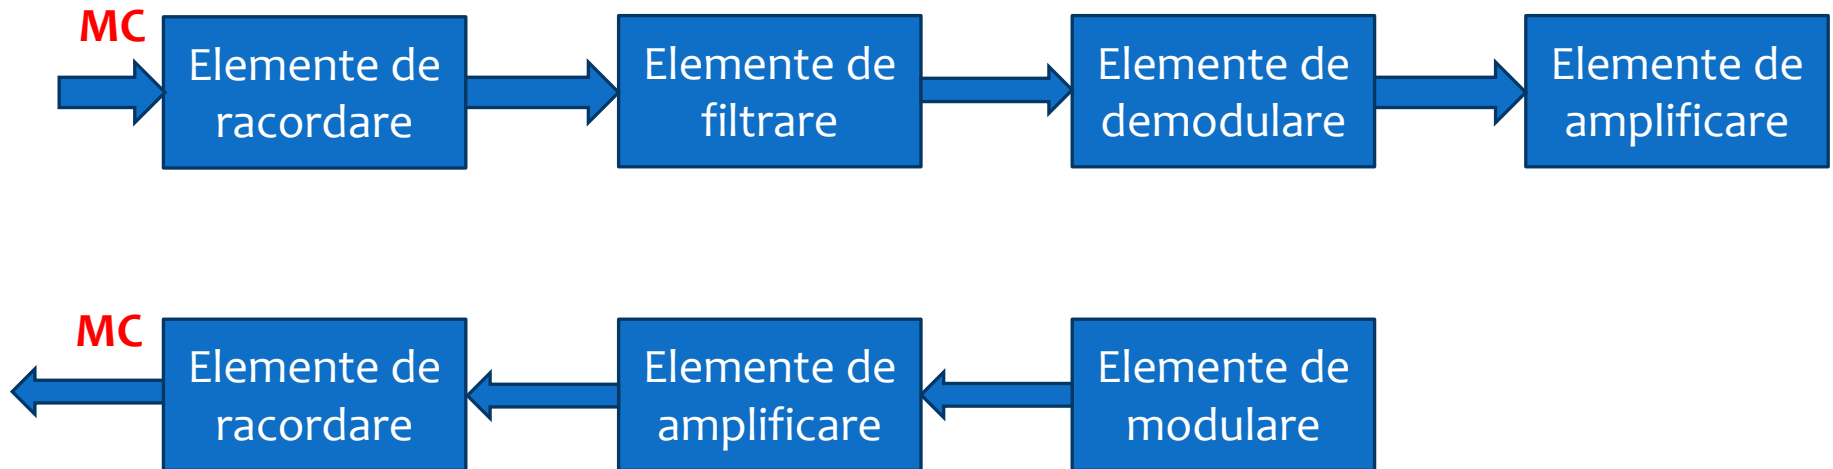 MC
Elemente de
racordare
Elemente de
filtrare
Elemente de
demodulare
Elemente de
amplificare
MC
Elemente de
racordare
Elemente de
amplificare
Elemente de
modulare